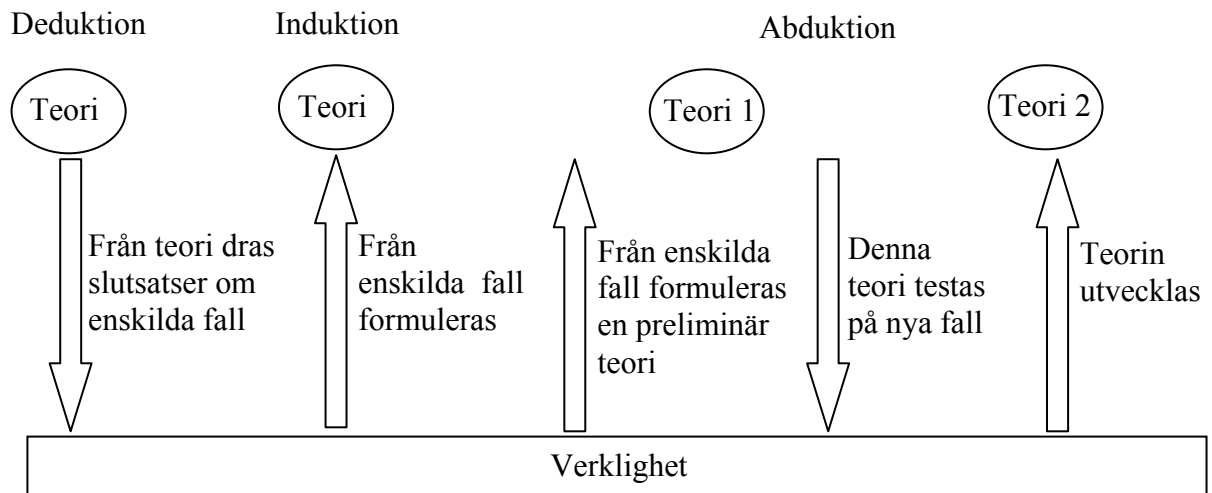 Deduktion
Induktion
Abduktion
Teori
Teori
Teori 1
Teori 2
Från teori dras
slutsatser om
enskilda fall
Från
enskilda fall
formuleras
Från enskilda
fall formuleras
en preliminär
teori
Denna
teori testas
på nya fall
Teorin
utvecklas
Verklighet